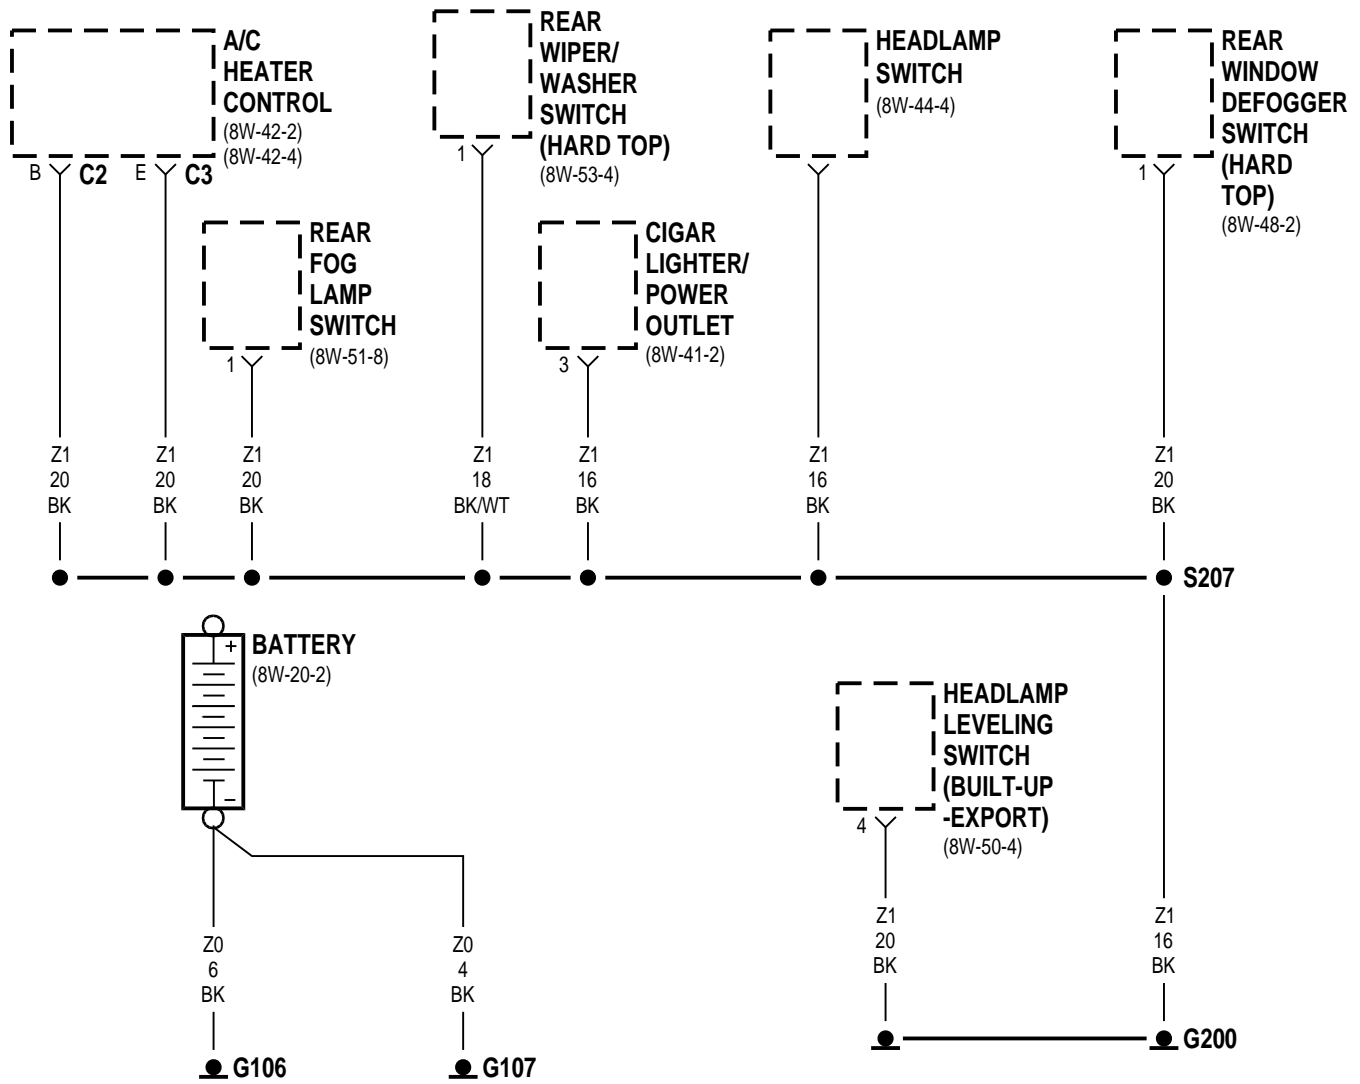 A/C
HEATER
CONTROL
(8W-42-2)
(8W-42-4)
B
C2
E
C3
REAR
WIPER/
WASHER
SWITCH
(HARD TOP)
(8W-53-4)
1
HEADLAMP
SWITCH
(8W-44-4)
REAR
WINDOW
DEFOGGER
SWITCH
(HARD
TOP)
(8W-48-2)
1
REAR
FOG
LAMP
SWITCH
(8W-51-8)
1
CIGAR
LIGHTER/
POWER
OUTLET
(8W-41-2)
3
Z1
20
BK
Z1
20
BK
Z1
20
BK
Z1
18
BK/WT
Z1
16
BK
Z1
16
BK
Z1
20
BK
S207
+
BATTERY
(8W-20-2)
–
HEADLAMP
LEVELING
SWITCH
(BUILT-UP
-EXPORT)
(8W-50-4)
4
Z0
6
BK
Z0
4
BK
Z1
20
BK
Z1
16
BK
G106
G107
G200